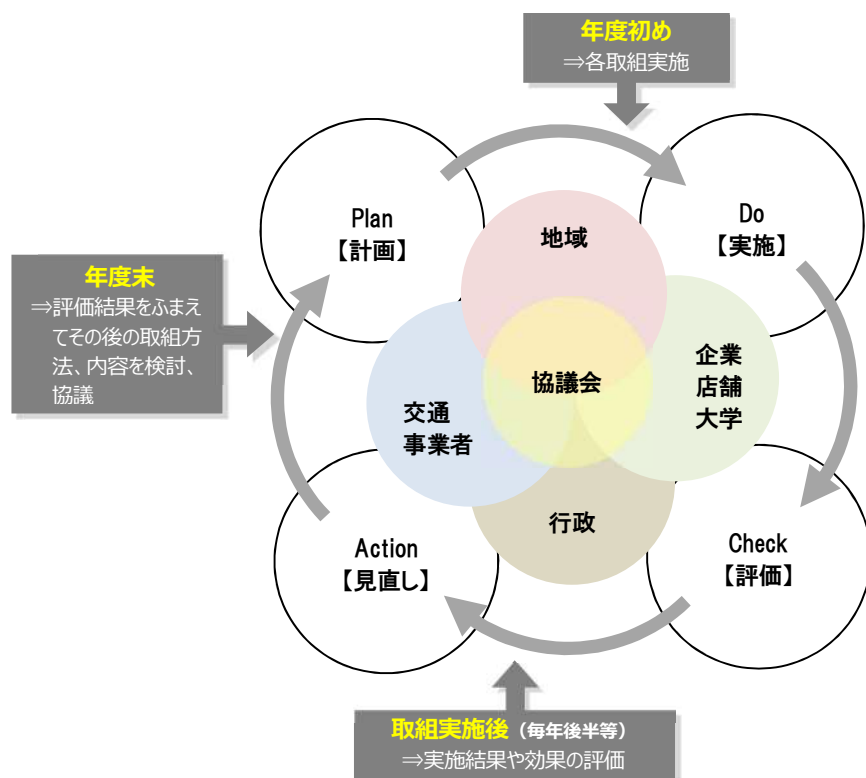 年度初め
⇒各取組実施
Plan
【計画】
Do
【実施】
地域
年度末
⇒評価結果をふまえ
てその後の取組方
法、内容を検討、
協議
協議会
企業
店舗
大学
交通
事業者
行政
Action
【見直し】
Check
【評価】
取組実施後（毎年後半等）
⇒実施結果や効果の評価